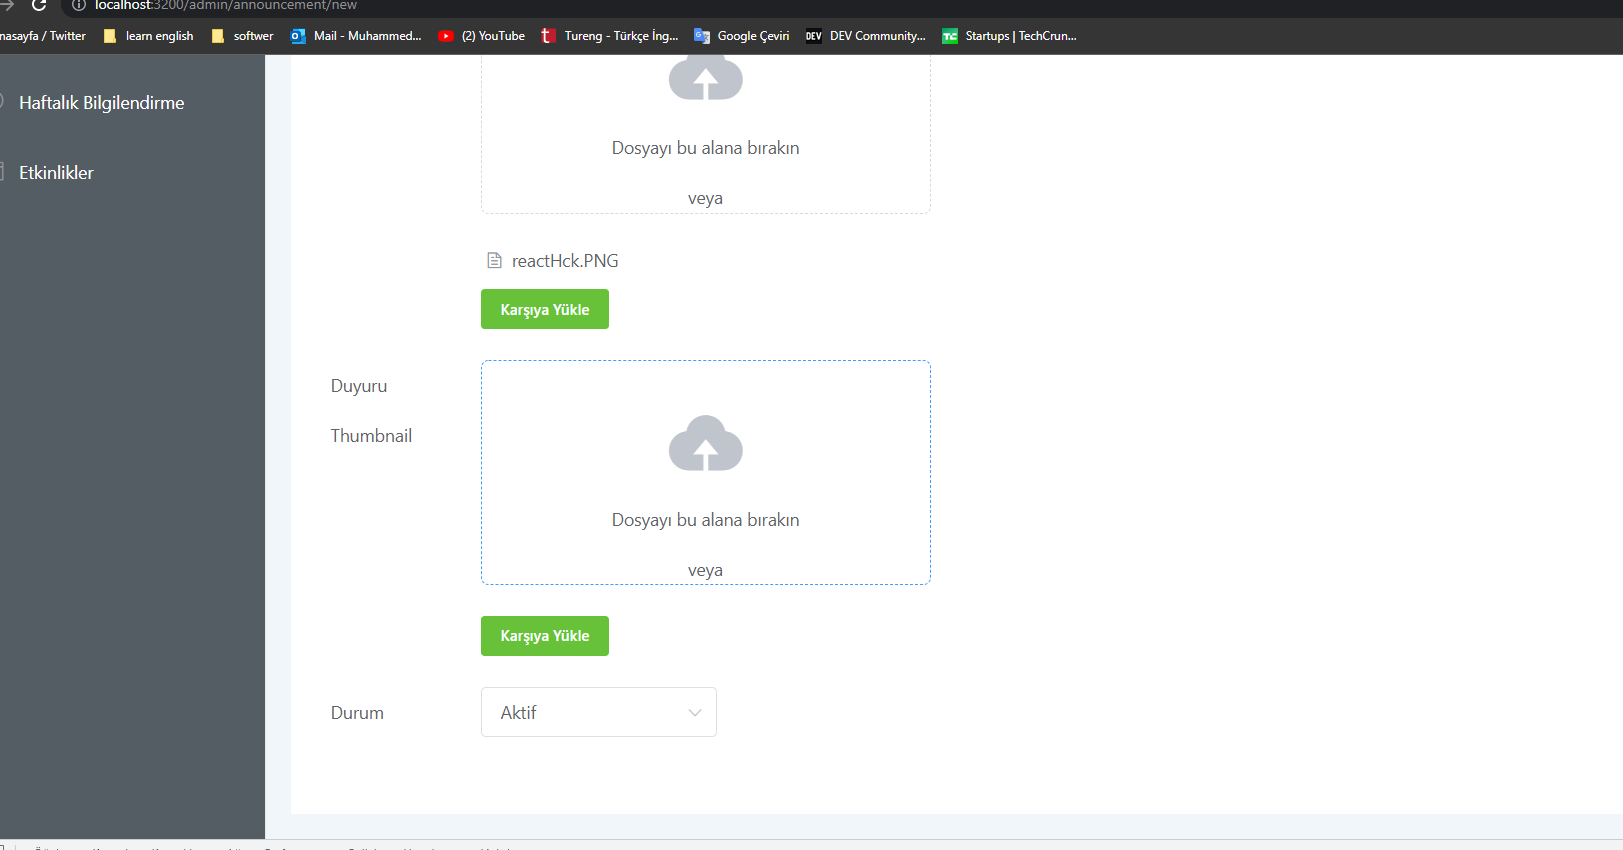 localhost:3200/admin/announcement/new
nasayfa / Twitter learn english softwer Mail - Muhammed... (2) YouTube Tureng - Türkçe İng... Google Çeviri DEV DEV Community... TC Startups | TechCrun...
Haftalık Bilgilendirme
Etkinlikler
Dosyayı bu alana bırakın
veya
reactHck.PNG
Karşıya Yükle
Duyuru
Thumbnail
Dosyayı bu alana bırakın
veya
Karşıya Yükle
Durum
Aktif